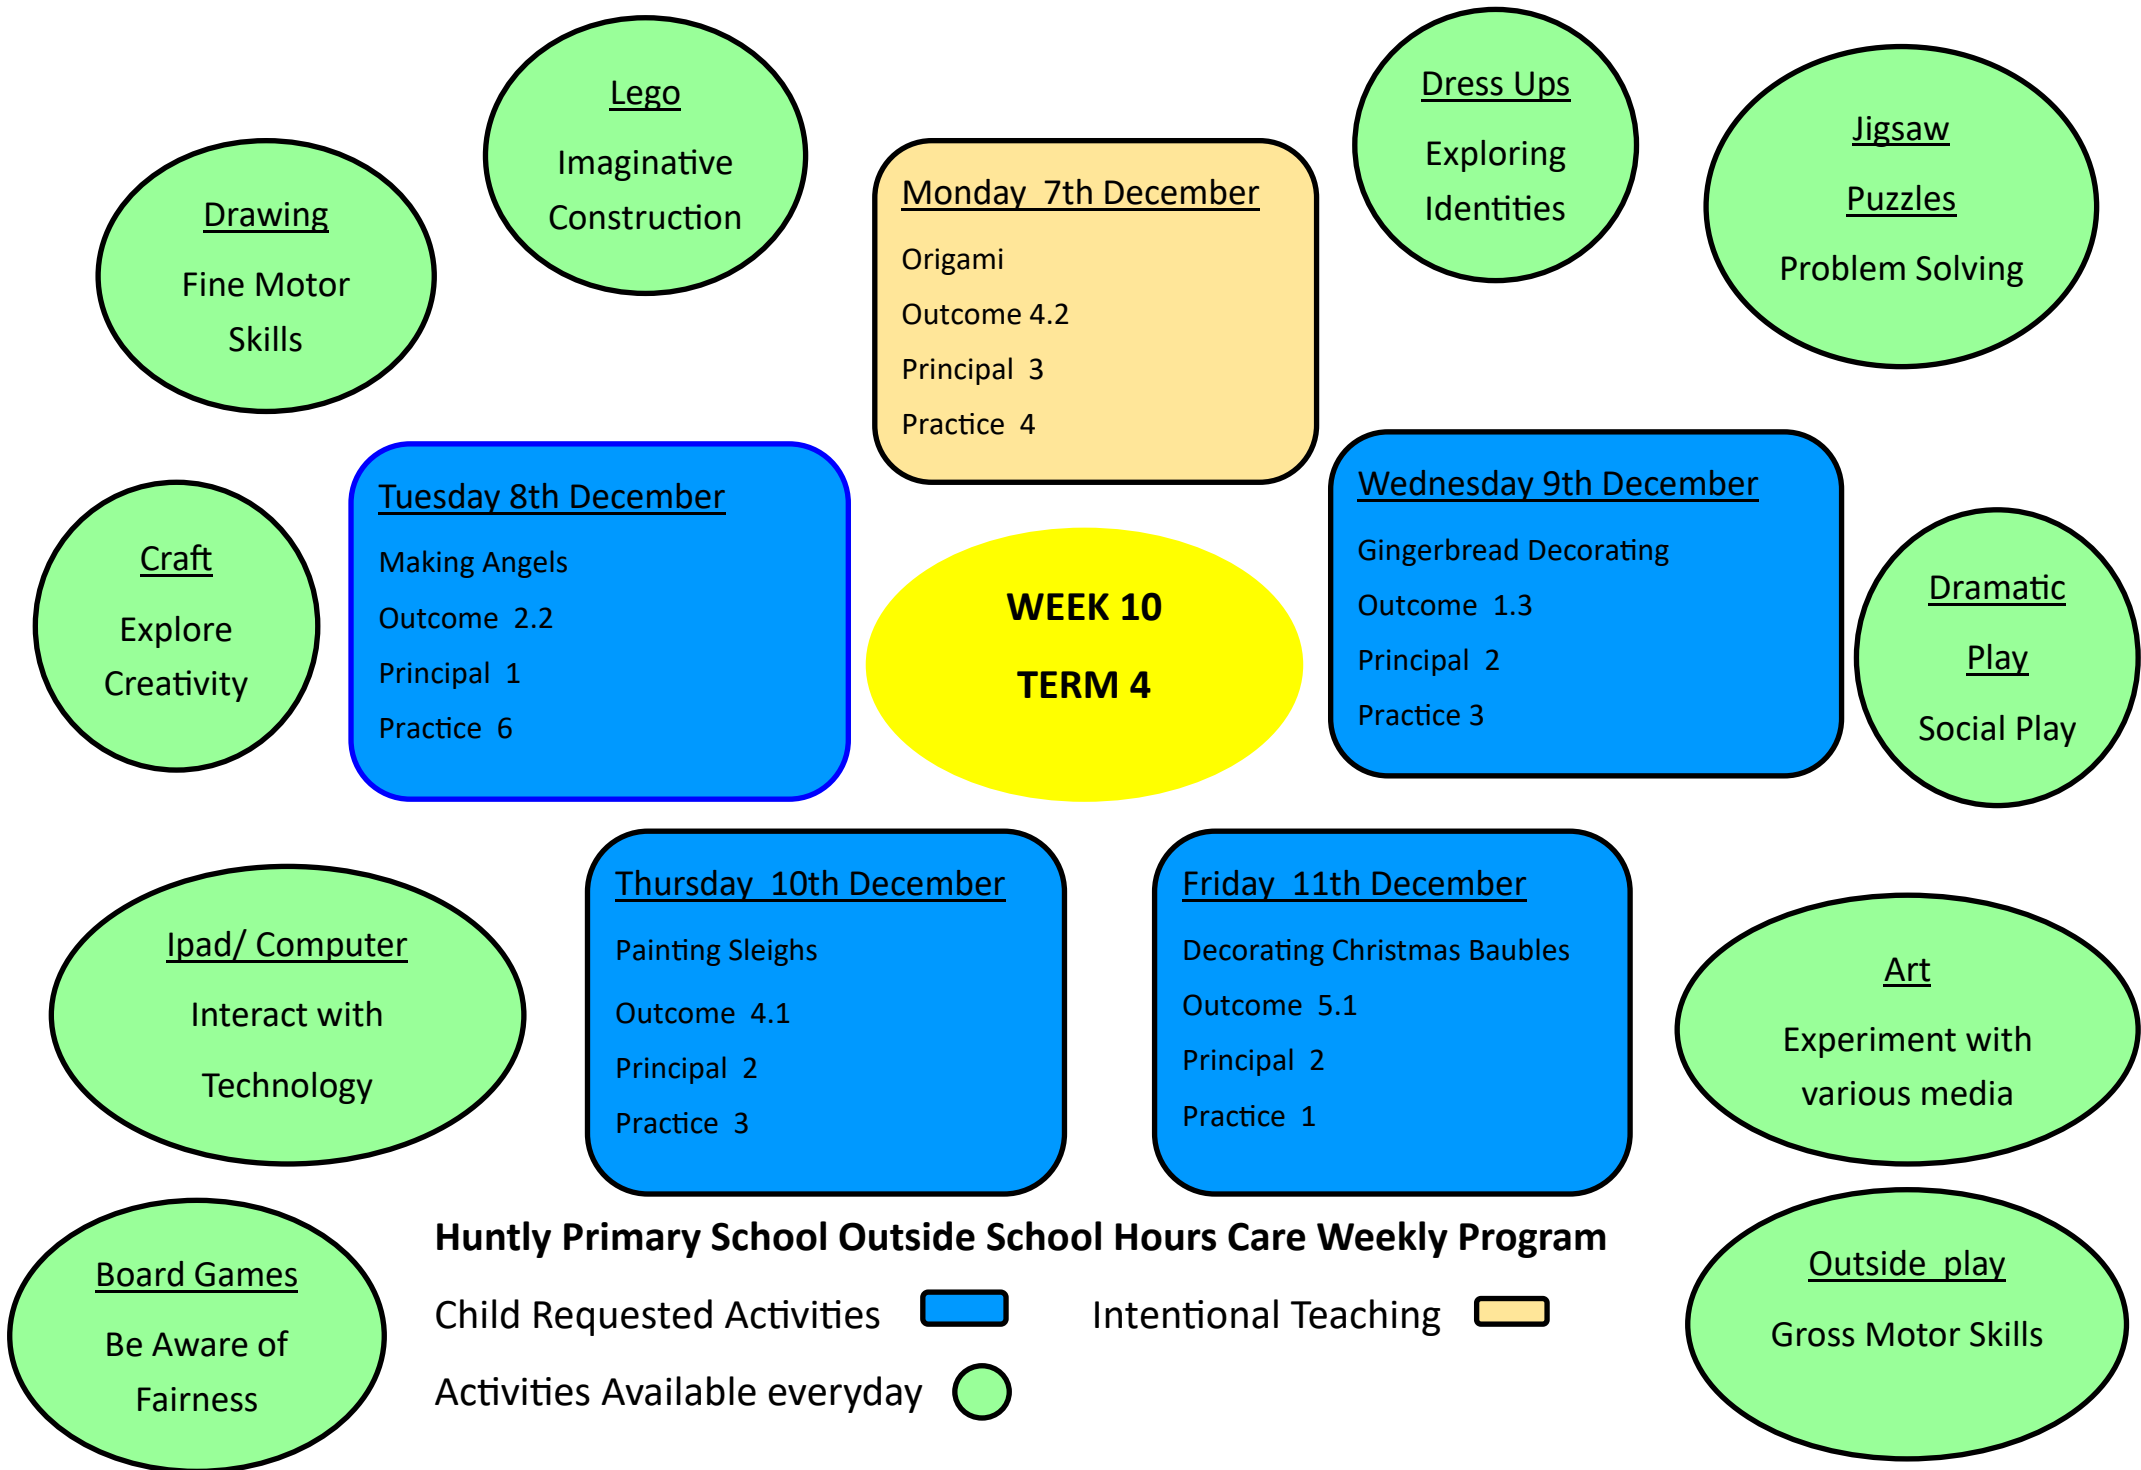 Lego
Imaginative
Construction
Dress Ups
Exploring
Identities
Jigsaw
Puzzles
Problem Solving
Drawing
Fine Motor
Skills
Monday  7th December
Origami
Outcome 4.2
Principal  3
Practice  4
Tuesday 8th December
Making Angels
Outcome  2.2
Principal  1
Practice  6
Wednesday 9th December
Gingerbread Decorating
Outcome  1.3
Principal  2
Practice 3
Craft
Explore
Creativity
WEEK 10
TERM 4
Dramatic
Play
Social Play
Ipad/ Computer
Interact with
Technology
Thursday  10th December
Painting Sleighs
Outcome  4.1
Principal  2
Practice  3
Friday  11th December
Decorating Christmas Baubles
Outcome  5.1
Principal  2
Practice  1
Art
Experiment with
various media
Board Games
Be Aware of
Fairness
Huntly Primary School Outside School Hours Care Weekly Program
Child Requested Activities
Intentional Teaching
Activities Available everyday
Outside  play
Gross Motor Skills